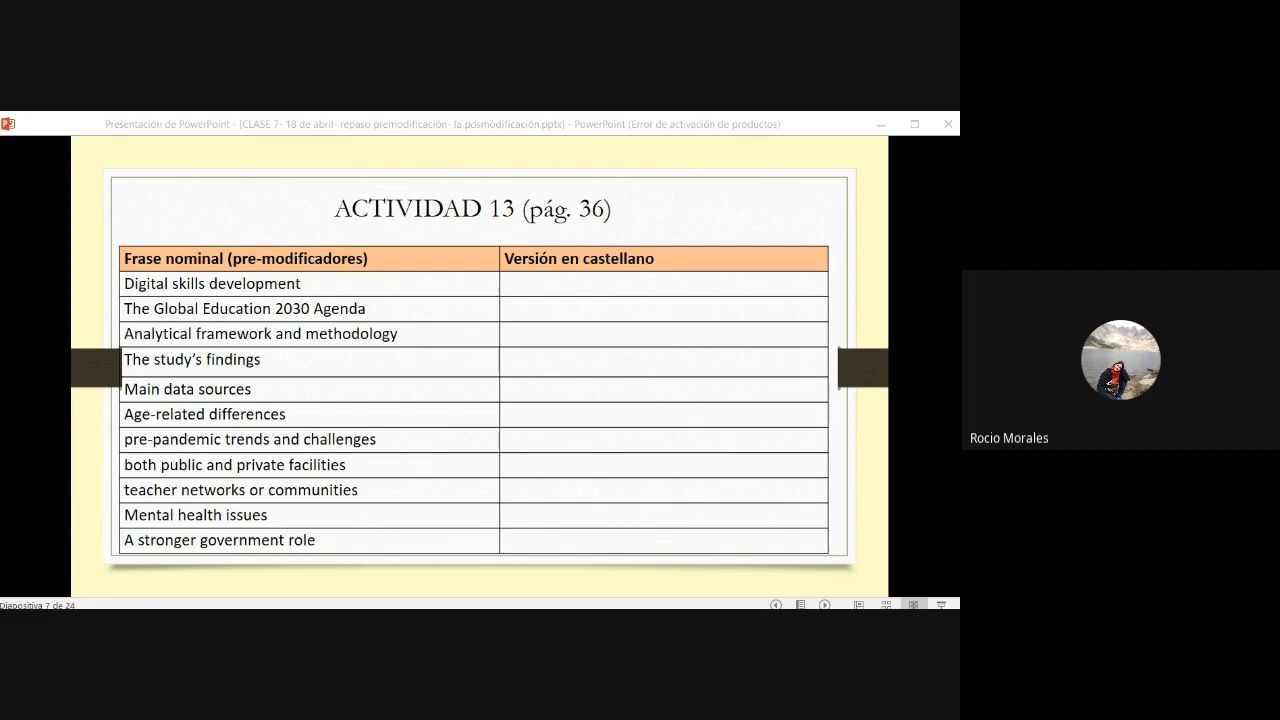 Presentación de PowerPoint - [CLASE 7- 18 de abril- repaso premodificación- la posmodificación.pptx] - PowerPoint (Error de activación de productos)
ACTIVIDAD 13 (pág. 36)
Frase nominal (pre-modificadores) Versión en castellano
Digital skills development
The Global Education 2030 Agenda
Analytical framework and methodology
The study's findings
Main data sources
Age-related differences
pre-pandemic trends and challenges
both public and private facilities
teacher networks or communities
Mental health issues
A stronger government role
Diapositiva 7 de 24
Rocio Morales